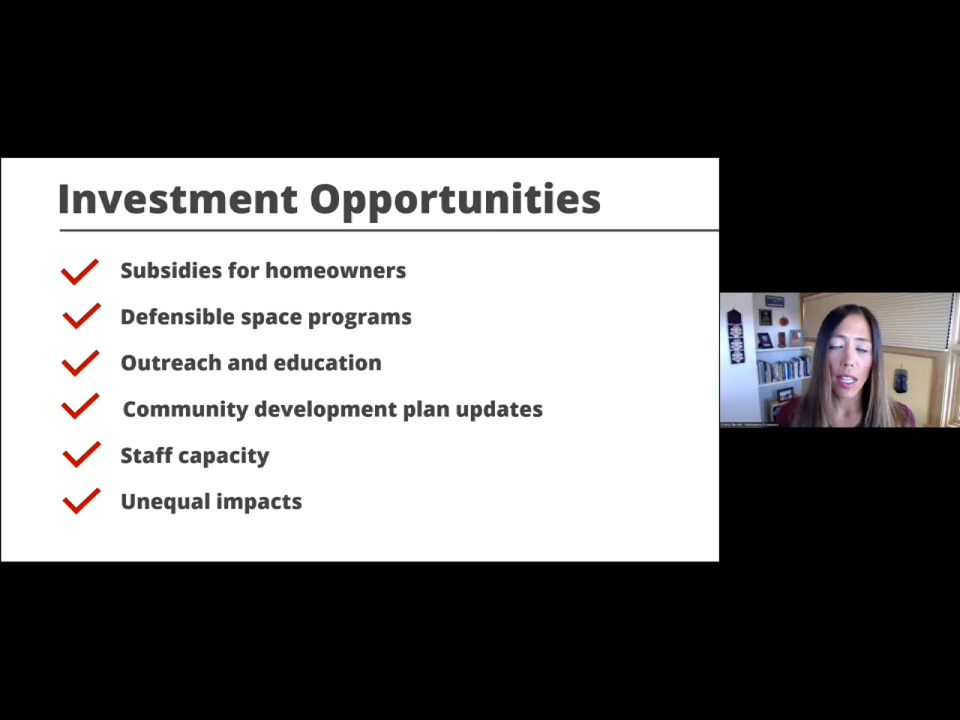 Investment Opportunities
Subsidies for homeowners
Defensible space programs
Outreach and education
Community development plan updates
Staff capacity
Unequal impacts